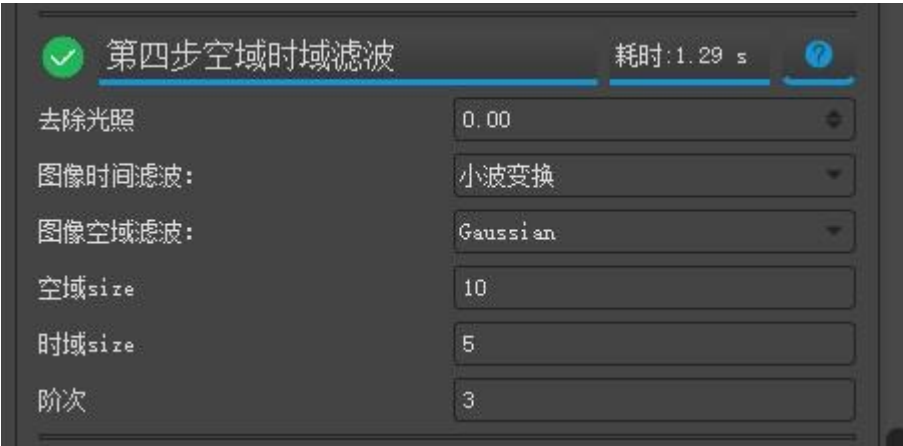 第四步空域时域滤波 耗时:1.29 s ?
去除光照 0.00
图像时间滤波: 小波变换
图像空域滤波: Gaussian
空域size 10
时域size 5
阶次 3